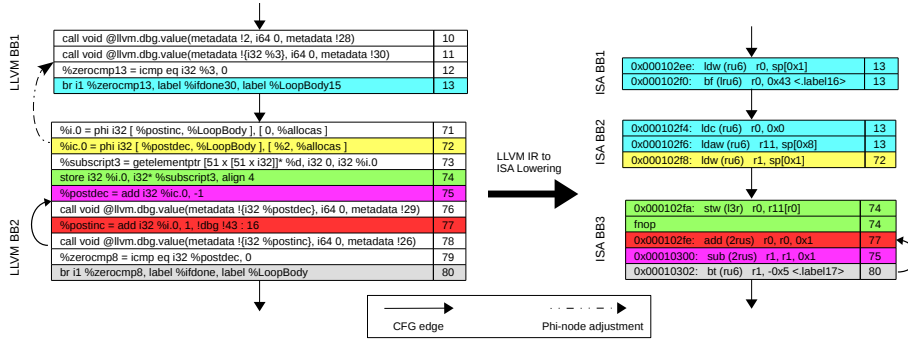 LLVM BB1
call void @llvm.dbg.value(metadata !2, i64 0, metadata !28) 10
call void @llvm.dbg.value(metadata !{i32 %3}, i64 0, metadata !30) 11
%zerocmp13 = icmp eq i32 %3, 0 12
br i1 %zerocmp13, label %ifdone30, label %LoopBody15 13
LLVM BB2
%i.0 = phi i32 [ %postinc, %LoopBody ], [ 0, %allocas ] 71
%ic.0 = phi i32 [ %postdec, %LoopBody ], [ %2, %allocas ] 72
%subscript3 = getelementptr [51 x [51 x i32]]* %d, i32 0, i32 %i.0 73
store i32 %i.0, i32* %subscript3, align 4 74
%postdec = add i32 %ic.0, -1 75
call void @llvm.dbg.value(metadata !{i32 %postdec}, i64 0, metadata !29) 76
%postinc = add i32 %i.0, 1, !dbg !43 : 16 77
call void @llvm.dbg.value(metadata !{i32 %postinc}, i64 0, metadata !26) 78
%zerocmp8 = icmp eq i32 %postdec, 0 79
br i1 %zerocmp8, label %ifdone, label %LoopBody 80
LLVM IR to
ISA Lowering
ISA BB1
0x000102ee: ldw (ru6) r0, sp[0x1] 13
0x000102f0: bf (lru6) r0, 0x43 <.label16> 13
ISA BB2
0x000102f4: ldc (ru6) r0, 0x0 13
0x000102f6: ldaw (ru6) r11, sp[0x8] 13
0x000102f8: ldw (ru6) r1, sp[0x1] 72
ISA BB3
0x000102fa: stw (l3r) r0, r11[r0] 74
fnop 74
0x000102fe: add (2rus) r0, r0, 0x1 77
0x00010300: sub (2rus) r1, r1, 0x1 75
0x00010302: bt (ru6) r1, -0x5 <.label17> 80
CFG edge
Phi-node adjustment